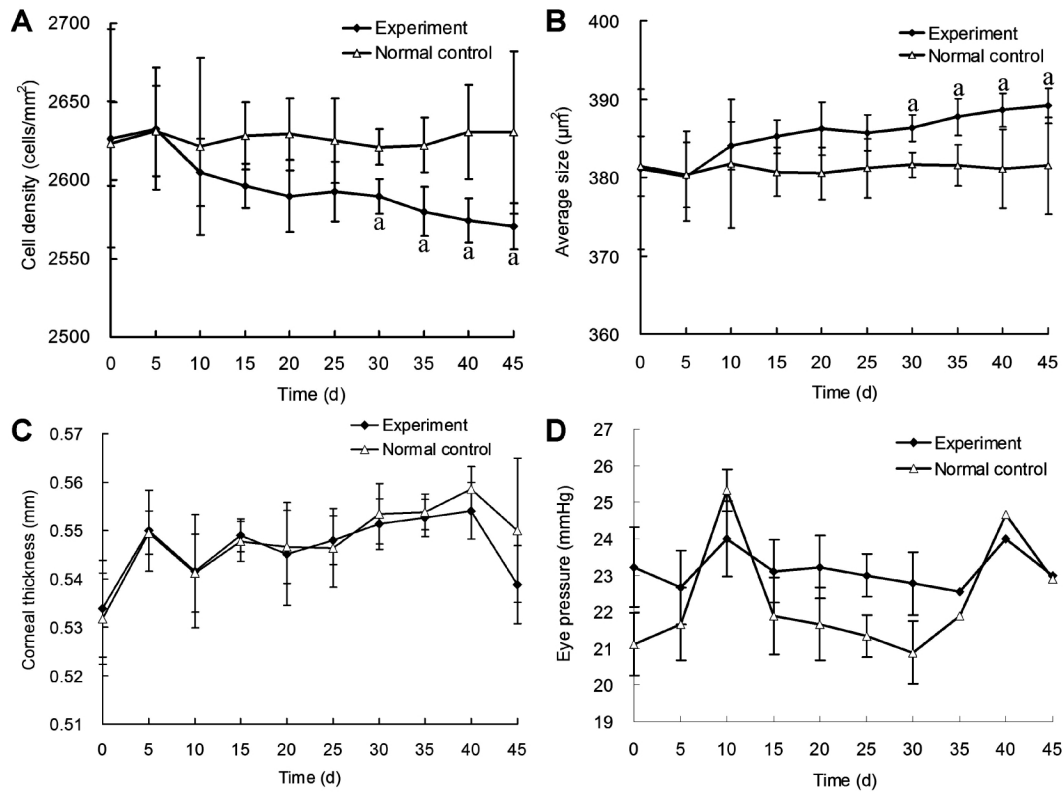 A
Experiment
Normal control
Cell density (cells/mm²)
2700
2650
2600
2550
2500
a
a
a
a
0 5 10 15 20 25 30 35 40 45
Time (d)
B
Experiment
Normal control
Average size (µm²)
400
390
380
370
360
a
a
a
a
0 5 10 15 20 25 30 35 40 45
Time (d)
C
Experiment
Normal control
Corneal thickness (mm)
0.57
0.56
0.55
0.54
0.53
0.52
0.51
0 5 10 15 20 25 30 35 40 45
Time (d)
D
Experiment
Normal control
Eye pressure (mmHg)
27
26
25
24
23
22
21
20
19
0 5 10 15 20 25 30 35 40 45
Time (d)